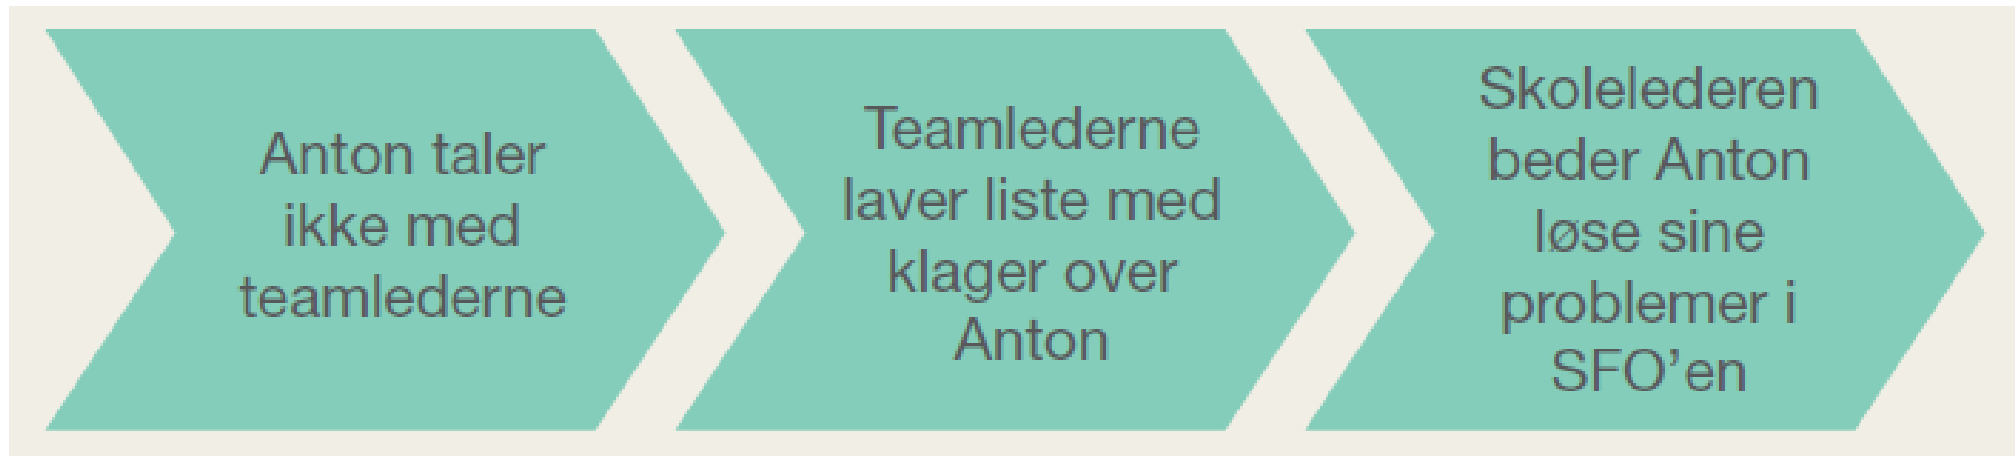 Anton taler
ikke med
teamlederne
Teamlederne
laver liste med
klager over
Anton
Skolelederen
beder Anton
løse sine
problemer i
SFO’en